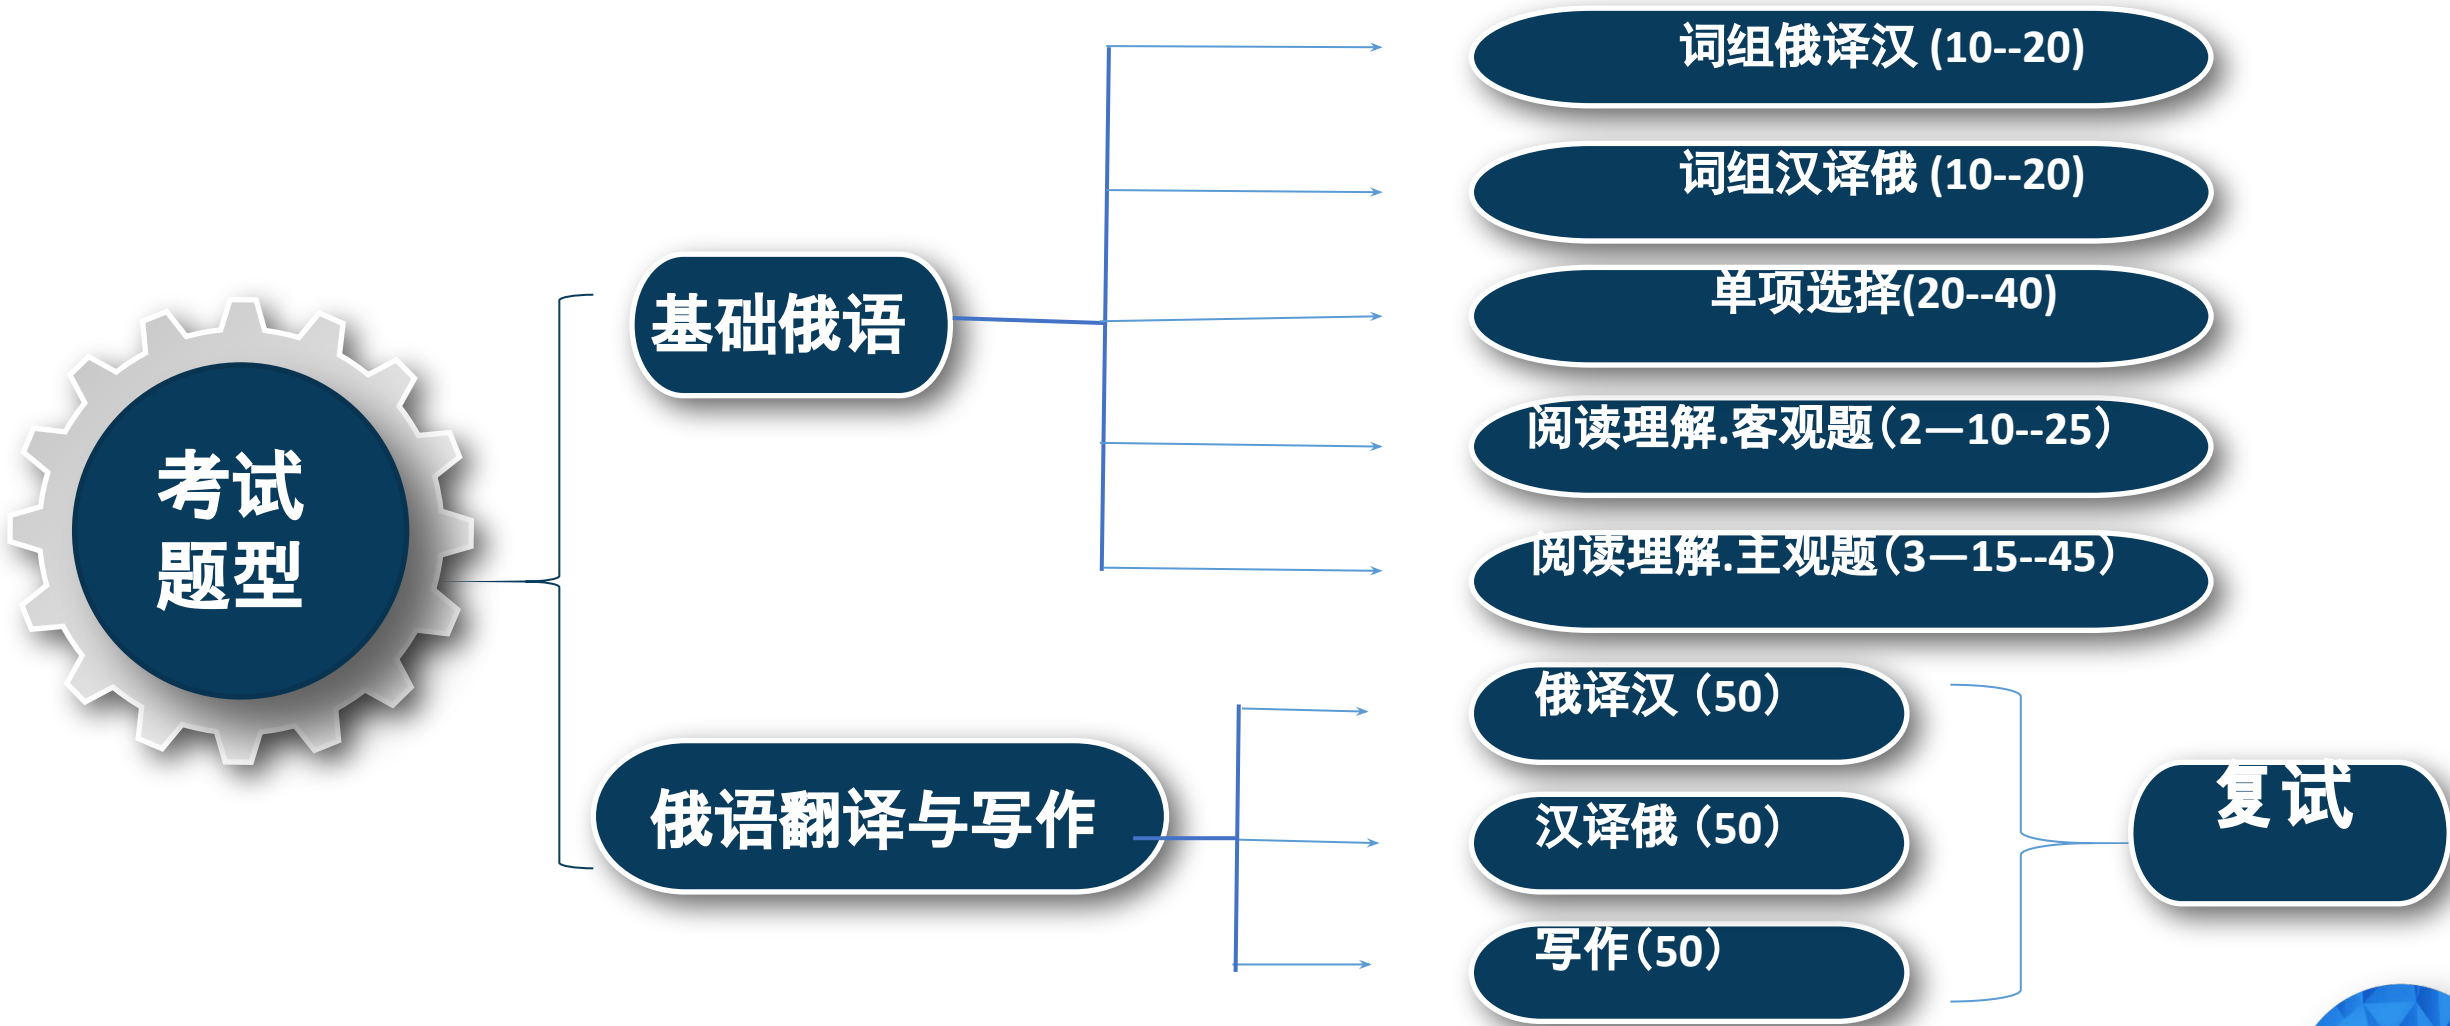 考试
题型
基础俄语
词组俄译汉 (10--20)
词组汉译俄 (10--20)
单项选择(20--40)
阅读理解.客观题（2—10--25）
阅读理解.主观题（3—15--45）
俄语翻译与写作
俄译汉（50）
汉译俄（50）
写作（50）
复试